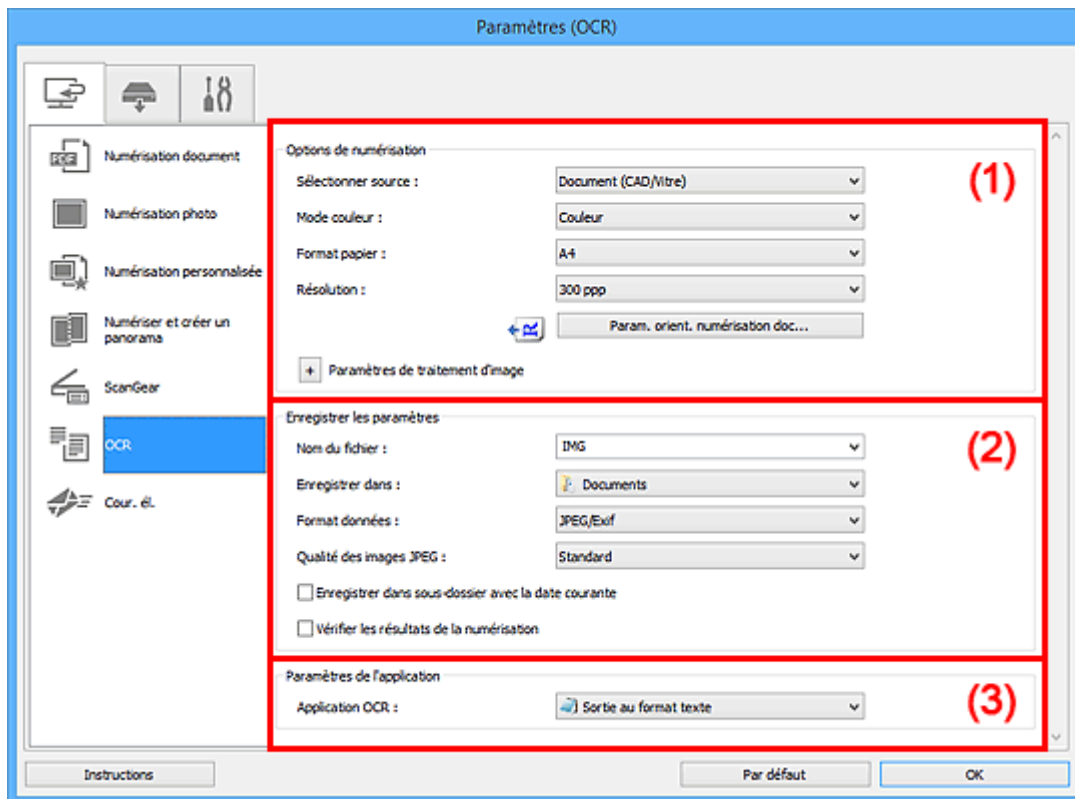 Paramètres (OCR)
PDF
Numérisation document
Numérisation photo
Numérisation personnalisée
Numériser et créer un
panorama
ScanGear
OCR
Cour. él.
Options de numérisation
(1)
Sélectionner source : Document (CAD/Vitre)
Mode couleur : Couleur
Format papier : A4
Résolution : 300 ppp
R Param. orient. numérisation doc...
+ Paramètres de traitement d'image
Enregistrer les paramètres
(2)
Nom du fichier : IMG
Enregistrer dans : Documents
Format données : JPEG/Exif
Qualité des images JPEG : Standard
Enregistrer dans sous-dossier avec la date courante
Vérifier les résultats de la numérisation
Paramètres de l'application
(3)
Application OCR : Sortie au format texte
Instructions Par défaut OK